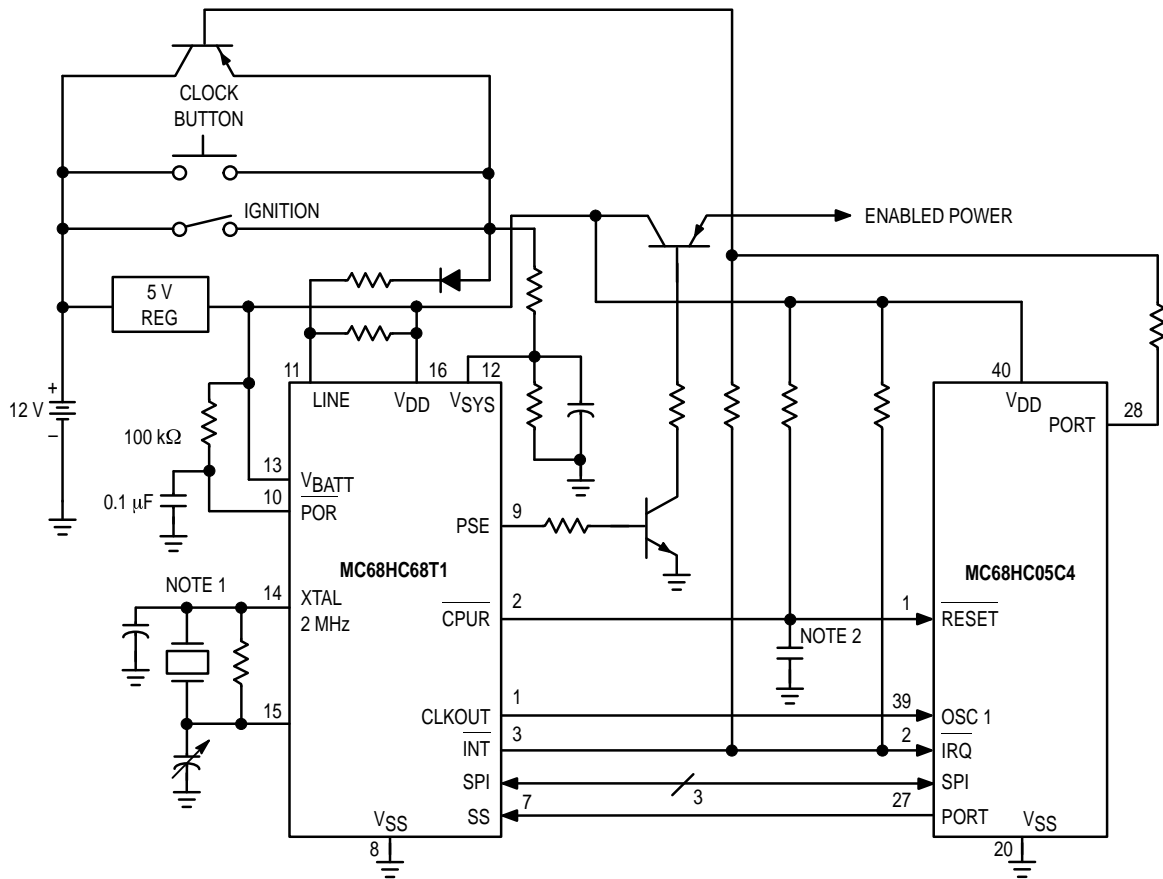 CLOCK
BUTTON
IGNITION
ENABLED POWER
5 V
REG
11
16
12
40
LINE
VDD
VSYS
VDD
28
PORT
+
12 V
–
100 kΩ
13
VBATT
0.1 µF
10
POR
PSE
9
MC68HC68T1
MC68HC05C4
NOTE 1
14
XTAL
2 MHz
CPUR
2
1
RESET
NOTE 2
15
CLKOUT
1
39
OSC 1
INT
3
2
IRQ
SPI
3
SPI
SS
7
27
PORT
VSS
8
VSS
20